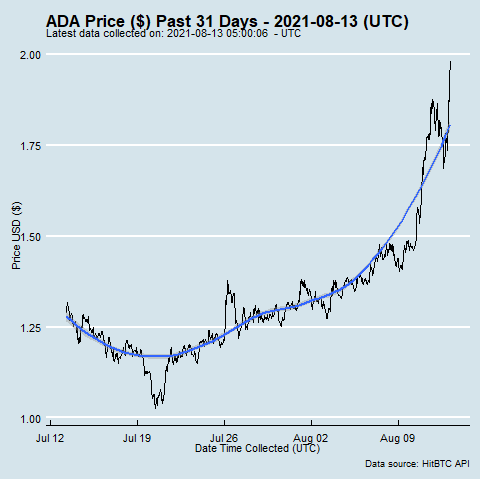 ADA Price ($) Past 31 Days - 2021-08-13 (UTC)
Latest data collected on: 2021-08-13 05:00:06 - UTC
2.00
1.75
1.50
1.25
1.00
Price USD ($)
Jul 12
Jul 19
Jul 26
Aug 02
Aug 09
Date Time Collected (UTC)
Data source: HitBTC API